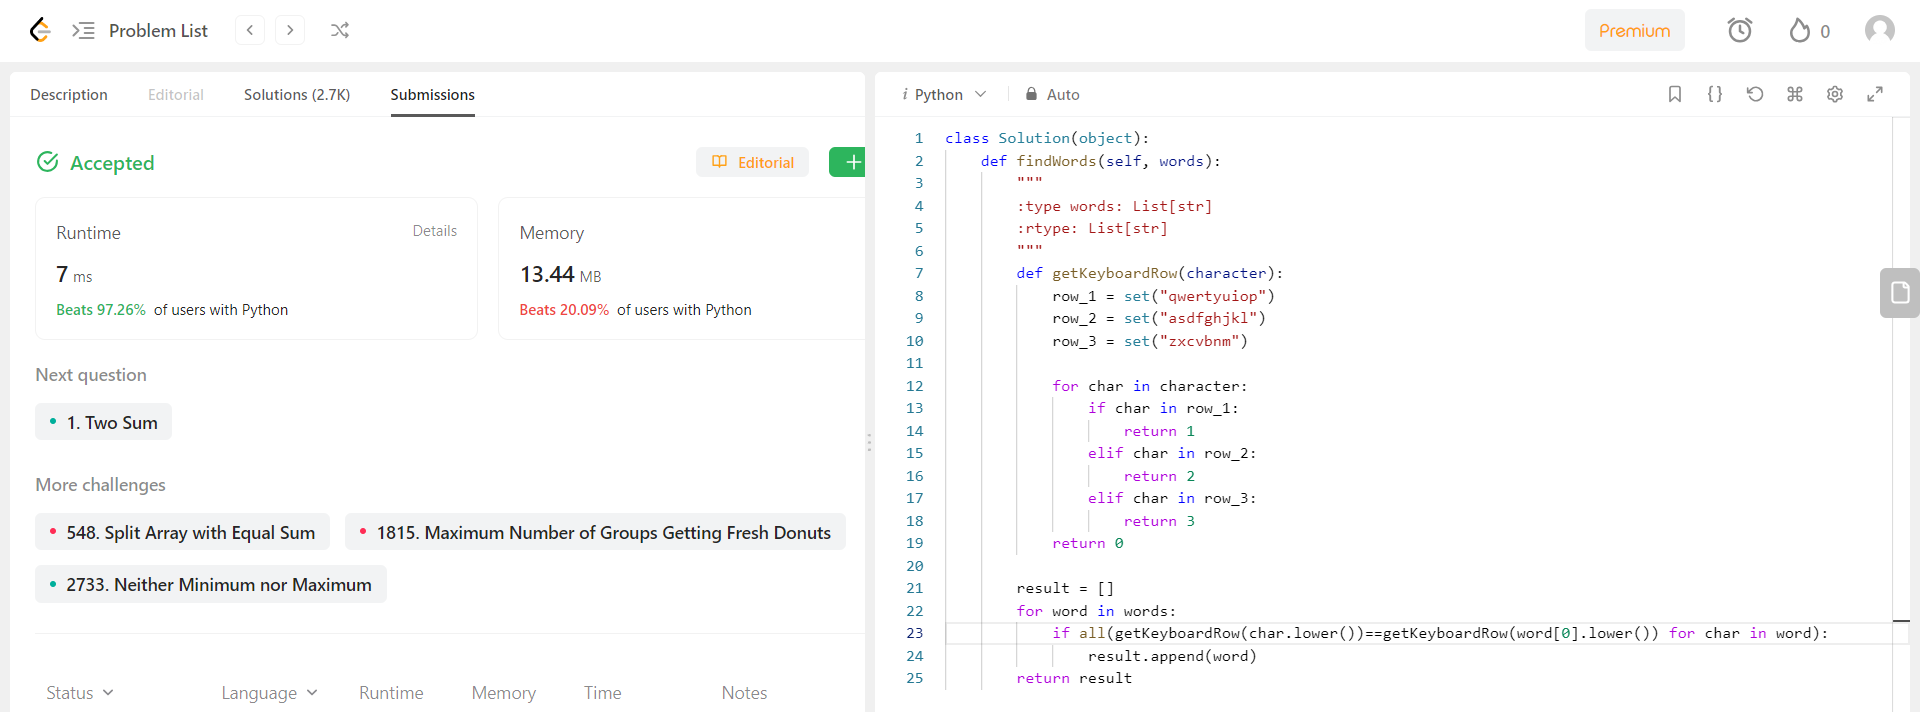 Problem List
Premium
0
Description Editorial Solutions (2.7K) Submissions
Accepted
Editorial
Runtime Details
7 ms
Beats 97.26% of users with Python
Memory
13.44 MB
Beats 20.09% of users with Python
Next question
1. Two Sum
More challenges
548. Split Array with Equal Sum
1815. Maximum Number of Groups Getting Fresh Donuts
2733. Neither Minimum nor Maximum
Status Language Runtime Memory Time Notes
i Python Auto
1 class Solution(object):
2     def findWords(self, words):
3         """
4         :type words: List[str]
5         :rtype: List[str]
6         """
7         def getKeyboardRow(character):
8             row_1 = set("qwertyuiop")
9             row_2 = set("asdfghjkl")
10             row_3 = set("zxcvbnm")
11
12             for char in character:
13                 if char in row_1:
14                     return 1
15                 elif char in row_2:
16                     return 2
17                 elif char in row_3:
18                     return 3
19             return 0
20
21         result = []
22         for word in words:
23             if all(getKeyboardRow(char.lower())==getKeyboardRow(word[0].lower()) for char in word):
24                 result.append(word)
25         return result